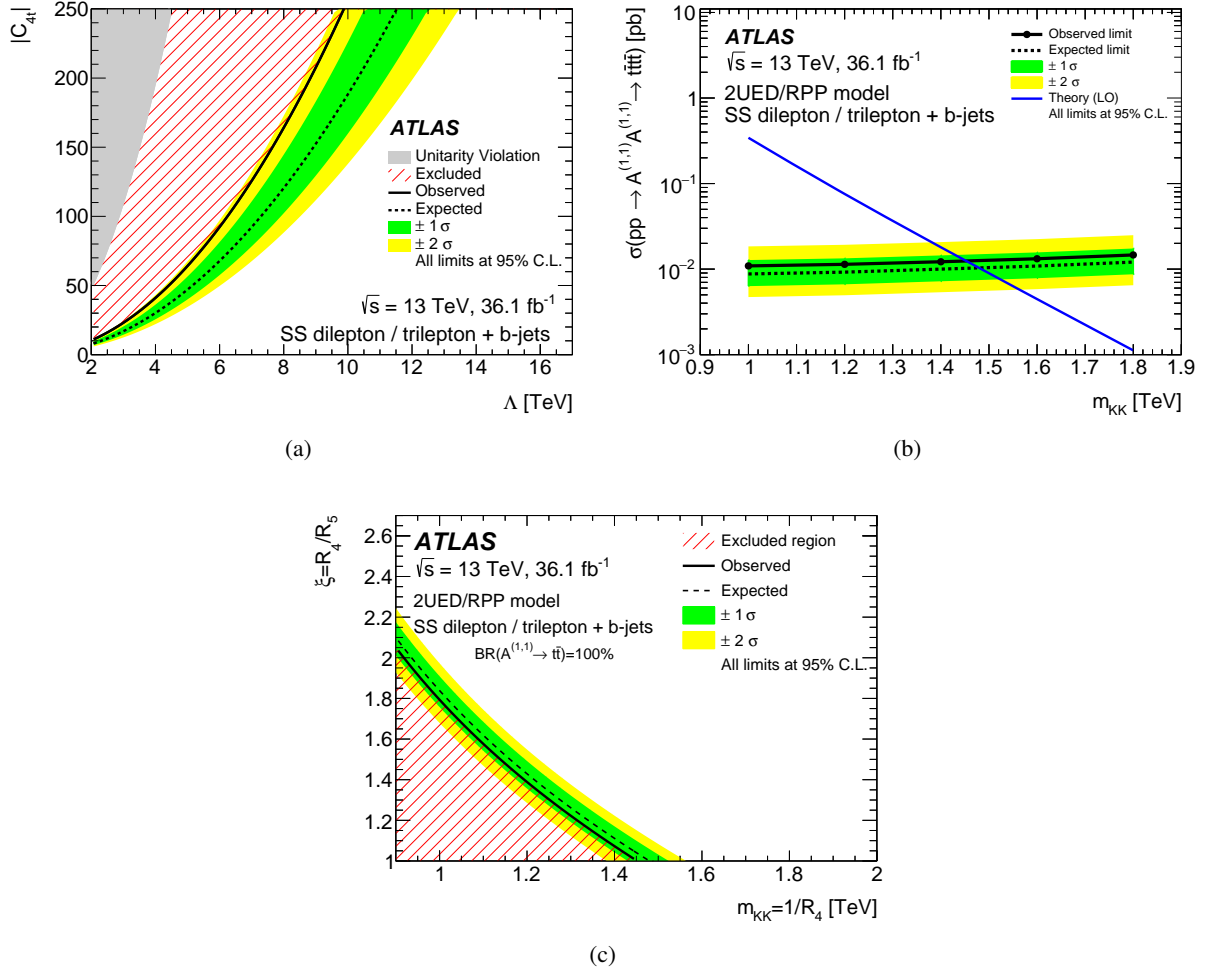 |C4t|
250
200
150
100
50
0
2 4 6 8 10 12 14 16
Λ [TeV]
ATLAS
Unitarity Violation
Excluded
Observed
Expected
± 1 σ
± 2 σ
All limits at 95% C.L.
√s = 13 TeV, 36.1 fb⁻¹
SS dilepton / trilepton + b-jets
(a)
σ(pp → A⁽¹,¹⁾A⁽¹,¹⁾ → tt̄tt̄) [pb]
10
1
10⁻¹
10⁻²
10⁻³
0.9 1 1.1 1.2 1.3 1.4 1.5 1.6 1.7 1.8 1.9
m_KK [TeV]
ATLAS
√s = 13 TeV, 36.1 fb⁻¹
2UED/RPP model
SS dilepton / trilepton + b-jets
Observed limit
Expected limit
± 1 σ
± 2 σ
Theory (LO)
All limits at 95% C.L.
(b)
ξ=R₄/R₅
2.6
2.4
2.2
2
1.8
1.6
1.4
1.2
1
1 1.2 1.4 1.6 1.8 2
m_KK=1/R₄ [TeV]
ATLAS
√s = 13 TeV, 36.1 fb⁻¹
2UED/RPP model
SS dilepton / trilepton + b-jets
BR(A⁽¹,¹⁾→ tt̄)=100%
Excluded region
Observed
Expected
± 1 σ
± 2 σ
All limits at 95% C.L.
(c)